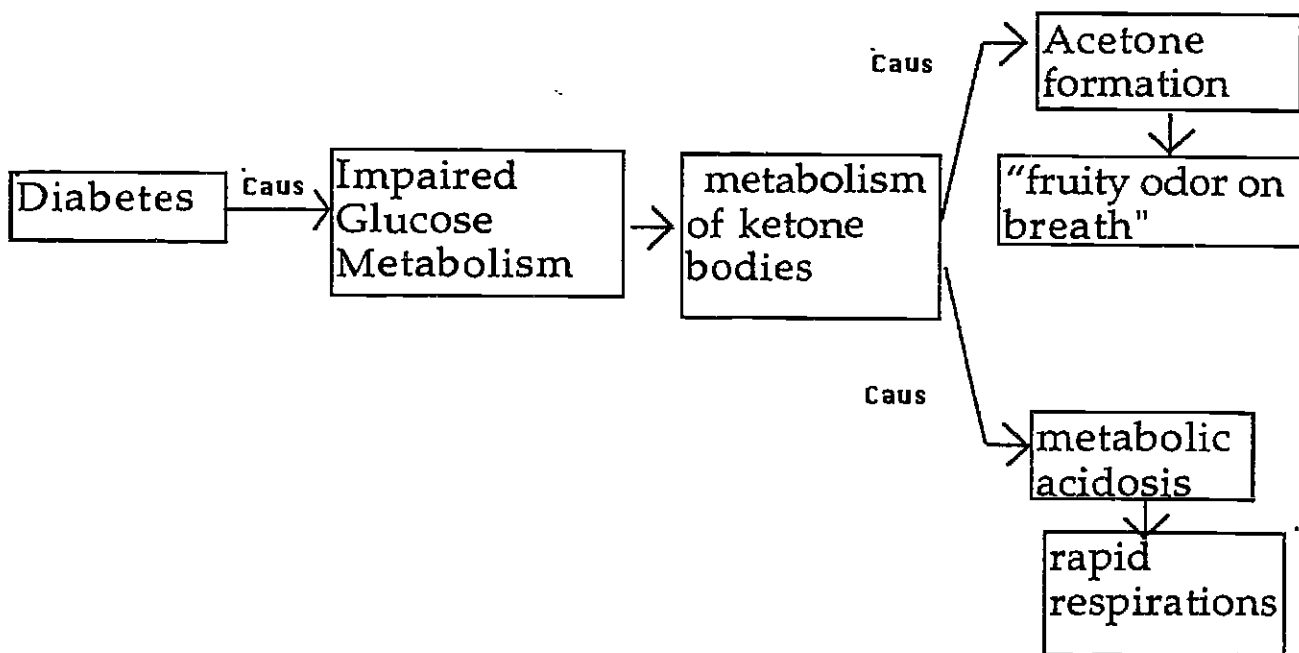 Diabetes
Caus
Impaired
Glucose
Metabolism
metabolism
of ketone
bodies
Caus
Acetone
formation
"fruity odor on
breath"
Caus
metabolic
acidosis
rapid
respirations